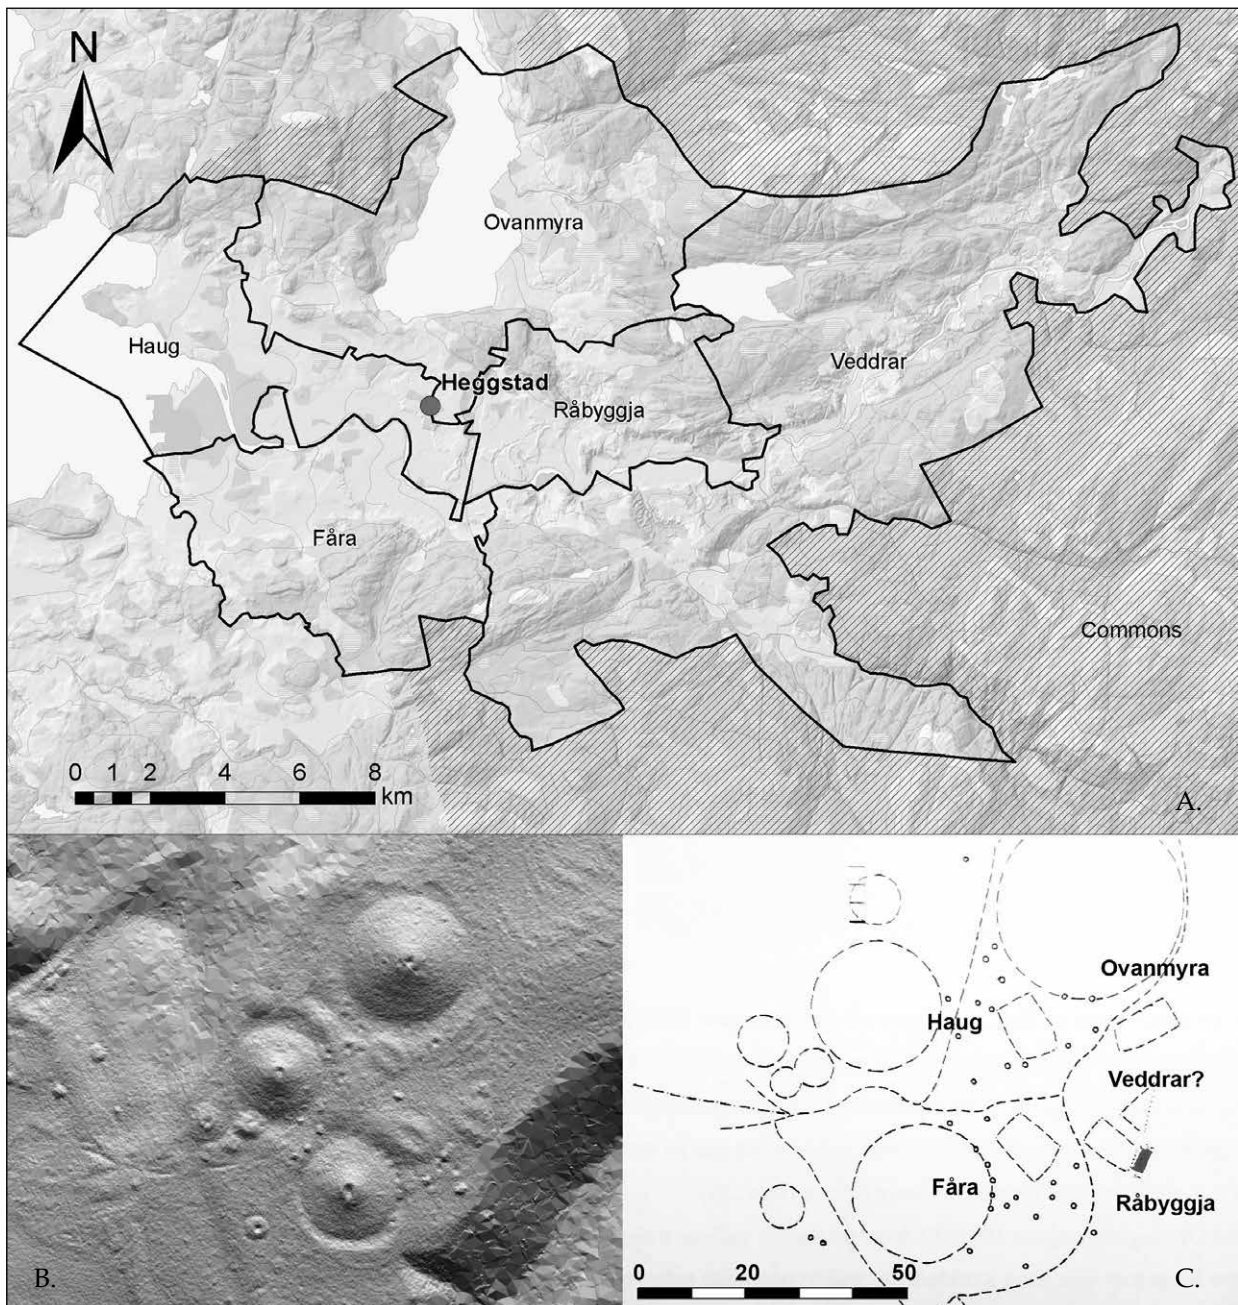 N
Ovanmyra
Haug
Heggstad
Råbyggja
Veddrar
Fåra
Commons
0 1 2 4 6 8
km
A.
Ovanmyra
Haug
Veddrar?
Fåra
Råbyggja
0 20 50
B.
C.